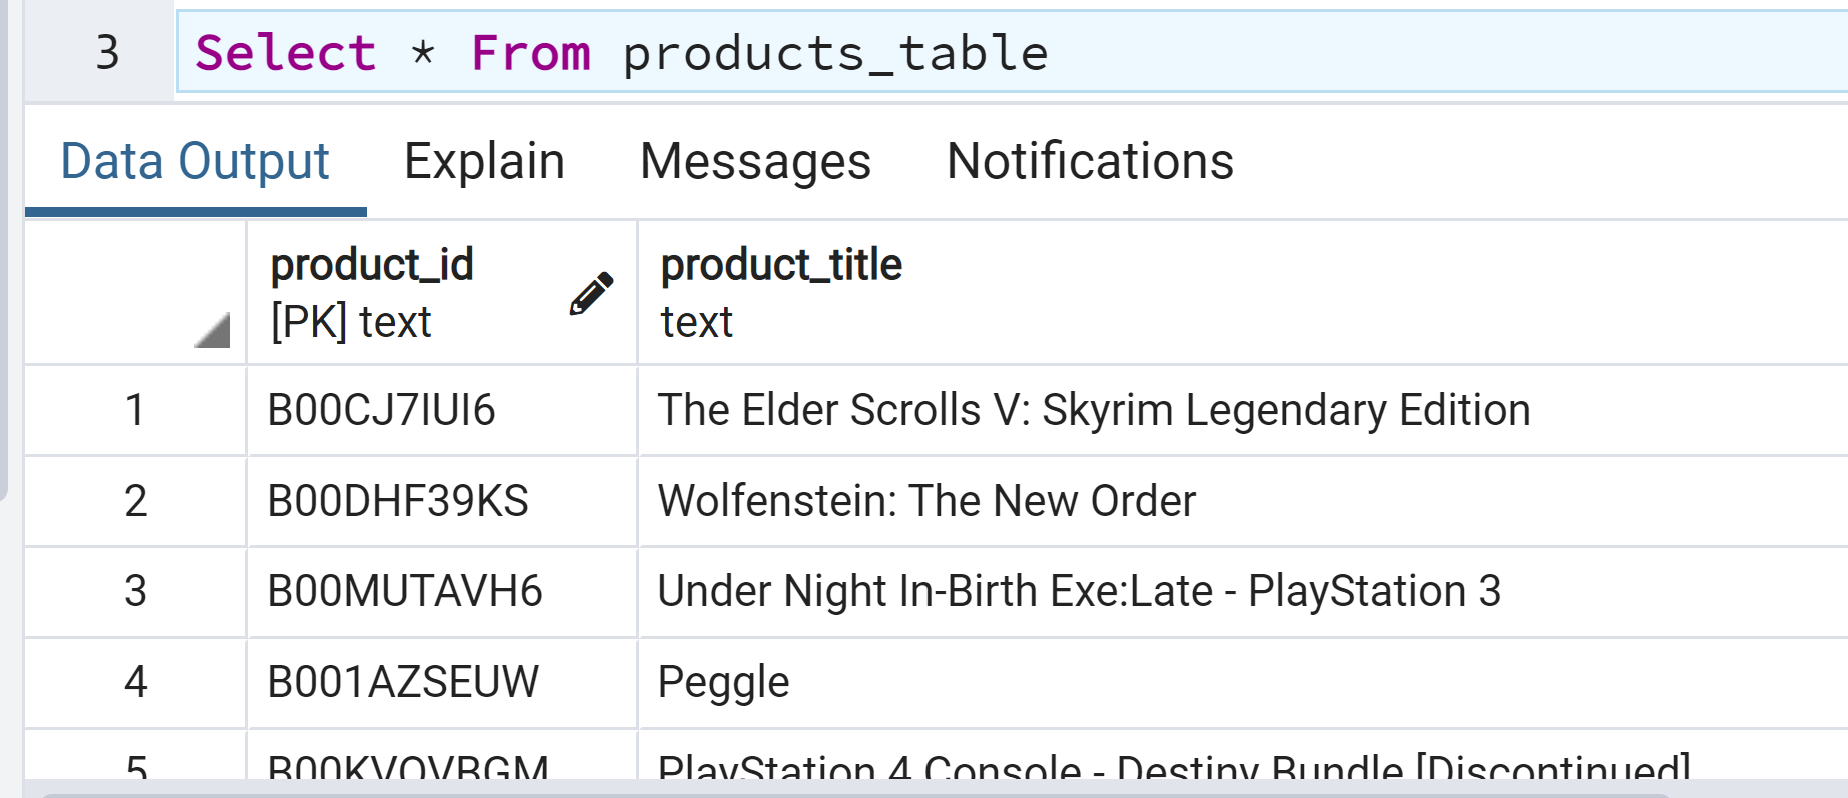 3 Select * From products_table
Data Output Explain Messages Notifications
product_id product_title
[PK] text text
1 B00CJ7IUI6 The Elder Scrolls V: Skyrim Legendary Edition
2 B00DHF39KS Wolfenstein: The New Order
3 B00MUTAVH6 Under Night In-Birth Exe:Late - PlayStation 3
4 B001AZSEUW Peggle
5 PlayStation 4 Console - Destiny Bundle [Discontinued]